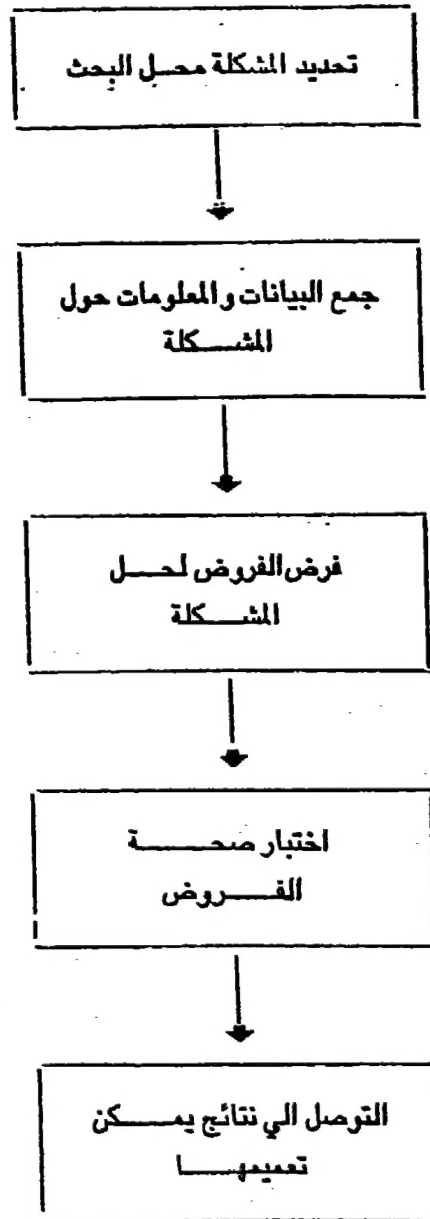 تحديد المشكلة محل البحث
جمع البيانات والمعلومات حول
المشكلة
فرض الفروض لحل
المشكلة
اختبار صحة
الفروض
التوصل الي نتائج يمكن
تعميمها